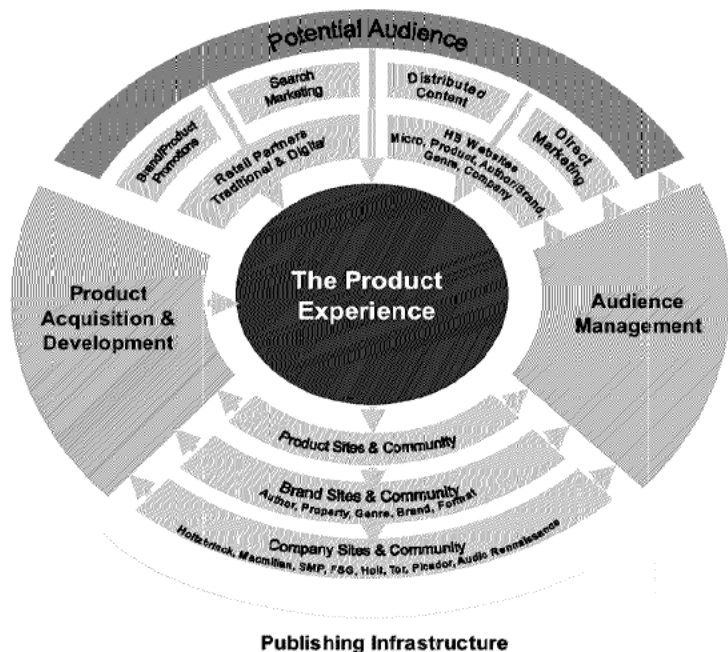 Potential Audience
Search
Marketing
Distributed
Content
Brand/Product
Promotions
Retail Partners
Traditional & Digital
HB Websites
Micro, Product, Author/Brand,
Genre, Company
Direct
Marketing
The Product
Experience
Product
Acquisition &
Development
Audience
Management
Product Sites & Community
Brand Sites & Community
Author, Property, Genre, Brand, Format
Company Sites & Community
Holtzbrinck, Macmillan, SMP, F&G, Holt, Tor, Picador, Audio Rennaissance
Publishing Infrastructure